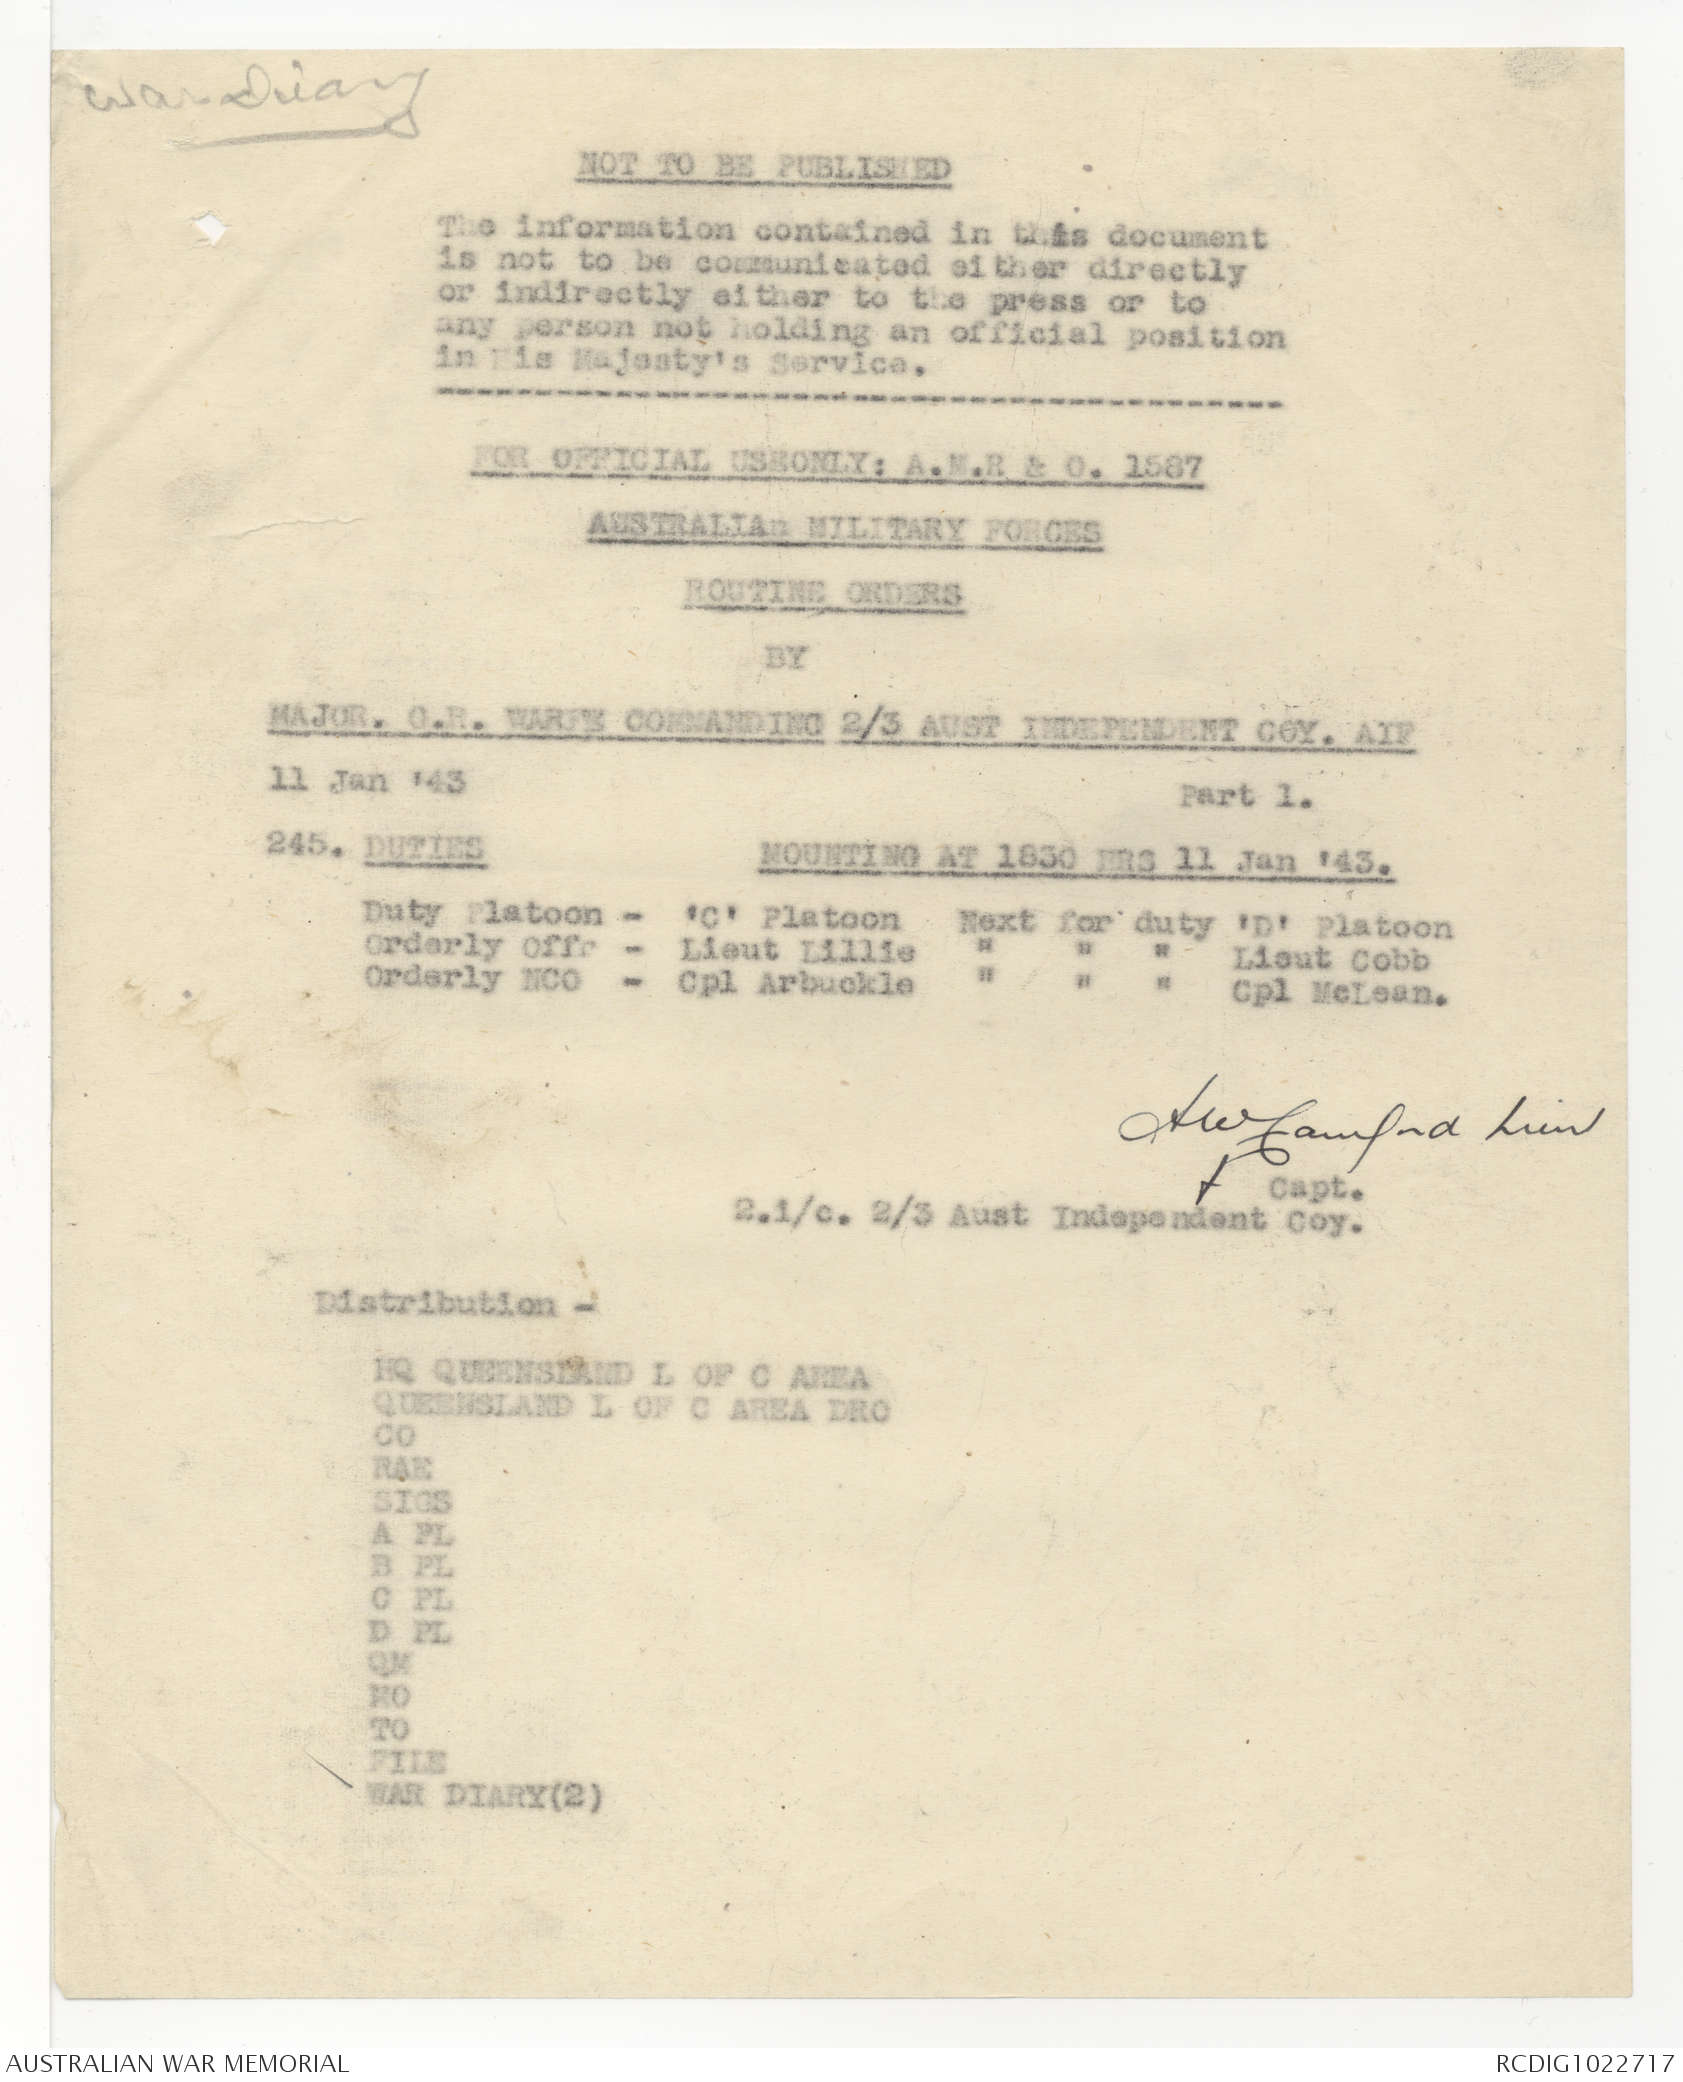 War Diary
NOT TO BE PUBLISHED
The information contained in this document
is not to be communicated either directly
or indirectly either to the press or to
any person not holding an official position
in His Majesty's Service.
-------------------------------------------
FOR OFFICIAL USEONLY: A.M.R & O. 1587
AUSTRALIAn MILITARY FORCES
ROUTINE ORDERS
BY
MAJOR. G.R. WARFE COMMANDING 2/3 AUST INDEPENDENT COY. AIF
11 Jan '43 Part 1.
245. DUTIES MOUNTING AT 1830 HRS 11 Jan '43.
Duty Platoon - 'C' Platoon Next for duty 'D' Platoon
Orderly Offr - Lieut Lillie " " " Lieut Cobb
Orderly NCO - Cpl Arbuckle " " " Cpl McLean.
Lieut
Capt.
2.i/c. 2/3 Aust Independent Coy.
Distribution -
HQ QUEENSLAND L OF C AREA
QUEENSLAND L OF C AREA DRO
CO
RAE
SIGS
A PL
B PL
C PL
D PL
QM
MO
TO
FILE
WAR DIARY(2)
AUSTRALIAN WAR MEMORIAL RCDIG1022717